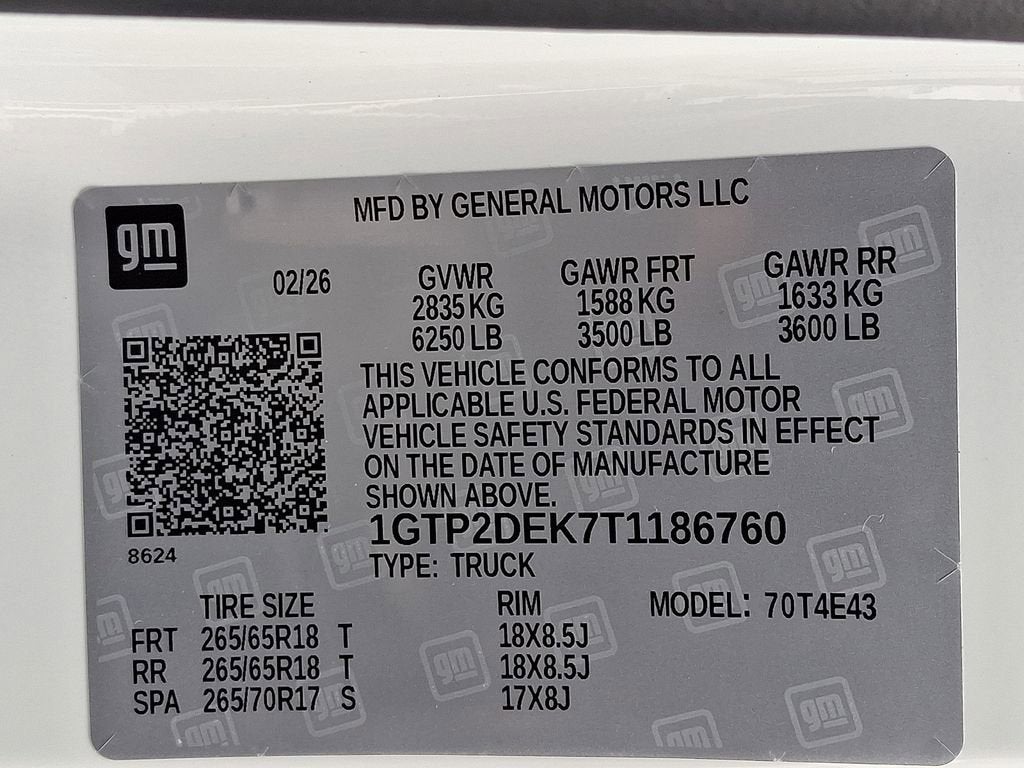 gm
MFD BY GENERAL MOTORS LLC
02/26 GVWR GAWR FRT GAWR RR
2835 KG 1588 KG 1633 KG
6250 LB 3500 LB 3600 LB
THIS VEHICLE CONFORMS TO ALL
APPLICABLE U.S. FEDERAL MOTOR
VEHICLE SAFETY STANDARDS IN EFFECT
ON THE DATE OF MANUFACTURE
SHOWN ABOVE.
1GTP2DEK7T1186760
8624
TYPE: TRUCK
TIRE SIZE RIM MODEL: 70T4E43
FRT 265/65R18 T 18X8.5J
RR 265/65R18 T 18X8.5J
SPA 265/70R17 S 17X8J